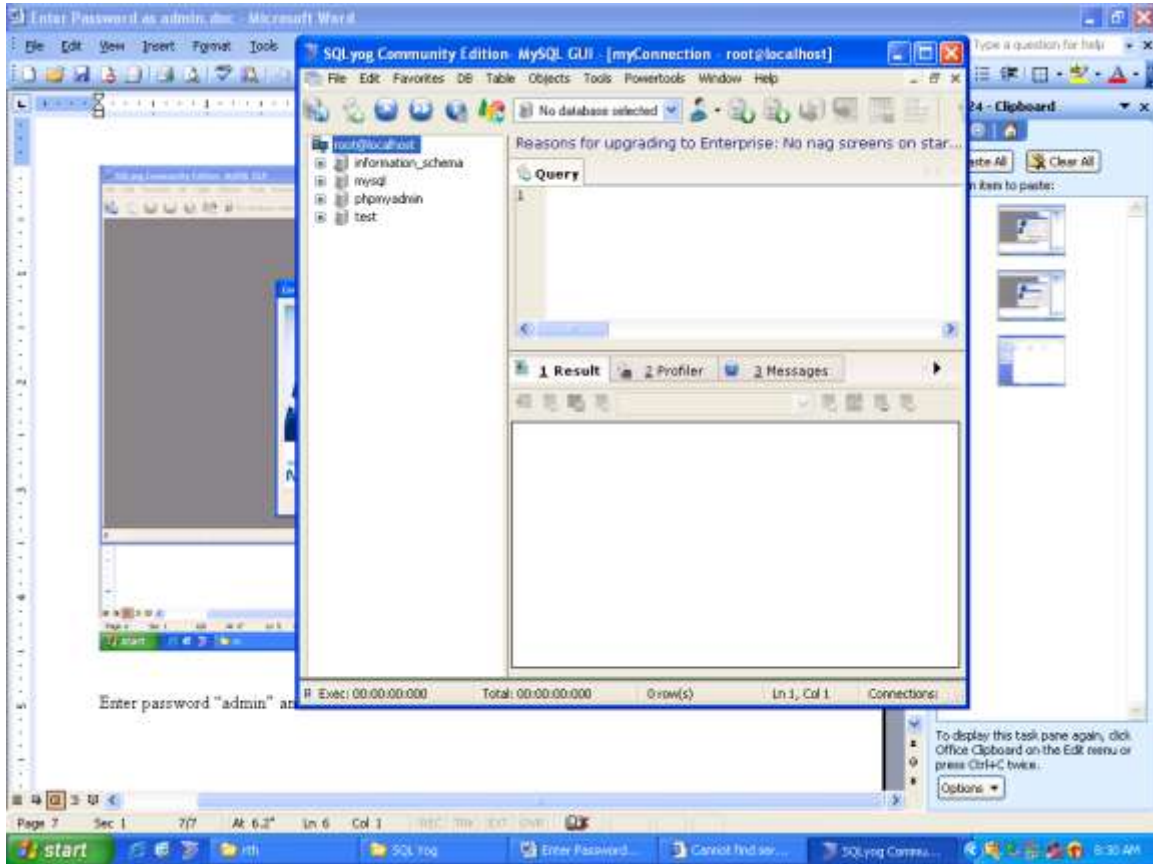 Enter Password as admin.doc - Microsoft Word
File Edit View Insert Format Tools
Type a question for help
SQLyog Community Edition- MySQL GUI - [myConnection - root@localhost]
File Edit Favorites DB Table Objects Tools Powertools Window Help
No database selected
24 - Clipboard
Clear All
item to paste:
root@localhost
information_schema
mysql
phpmyadmin
test
Reasons for upgrading to Enterprise: No nag screens on star...
Query
1
1 Result
2 Profiler
3 Messages
Exec: 00:00:00:000
Total: 00:00:00:000
0 row(s)
Ln 1, Col 1
Connections:
start
Enter password "admin" an
To display this task pane again, click
Office Clipboard on the Edit menu or
press Ctrl+C twice.
Options
Page 7 Sec 1 7/7 At 6.2" Ln 6 Col 1 REC TRK EXT OVR
start
rth
SQL Yog
Enter Password...
Cannot find ser...
SQLyog Commu...
8:30 AM